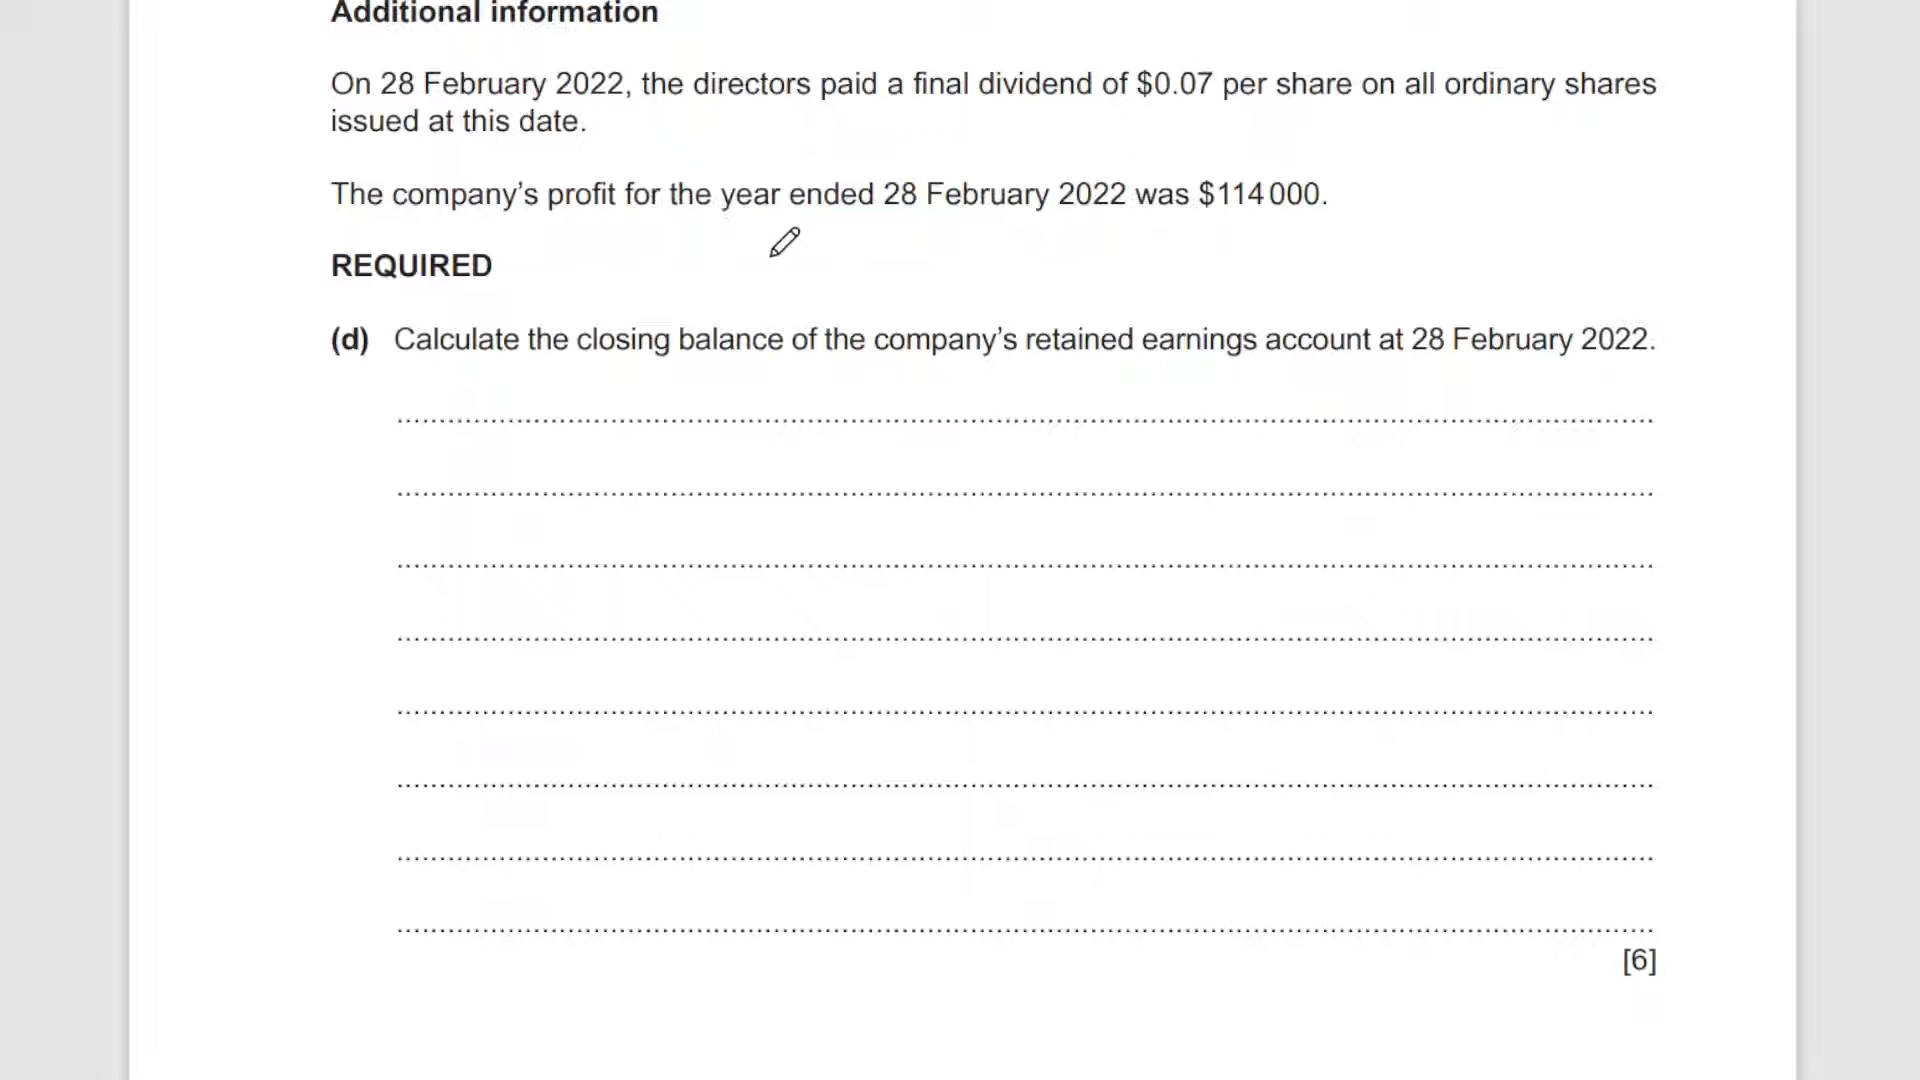 Additional information
On 28 February 2022, the directors paid a final dividend of $0.07 per share on all ordinary shares
issued at this date.
The company’s profit for the year ended 28 February 2022 was $114 000.
REQUIRED
(d) Calculate the closing balance of the company’s retained earnings account at 28 February 2022.
[6]